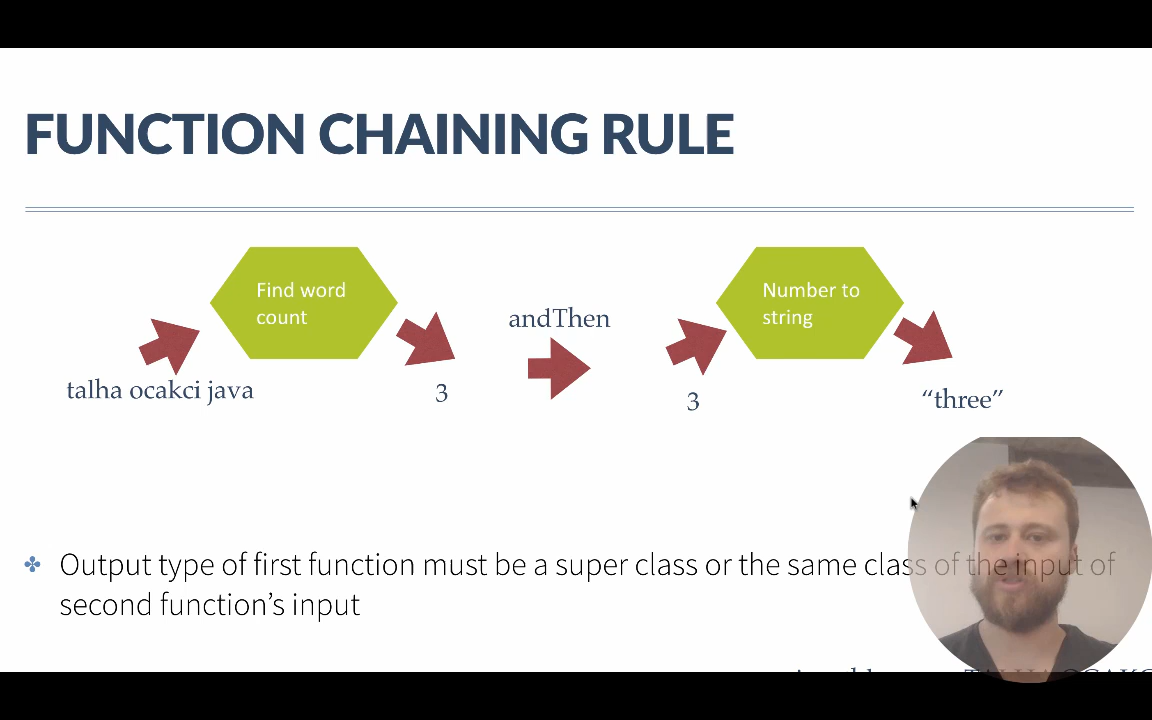 FUNCTION CHAINING RULE
Find word
count
andThen
Number to
string
talha ocakci java
3
3
“three”
Output type of first function must be a super class or the same class of the input of
second function’s input